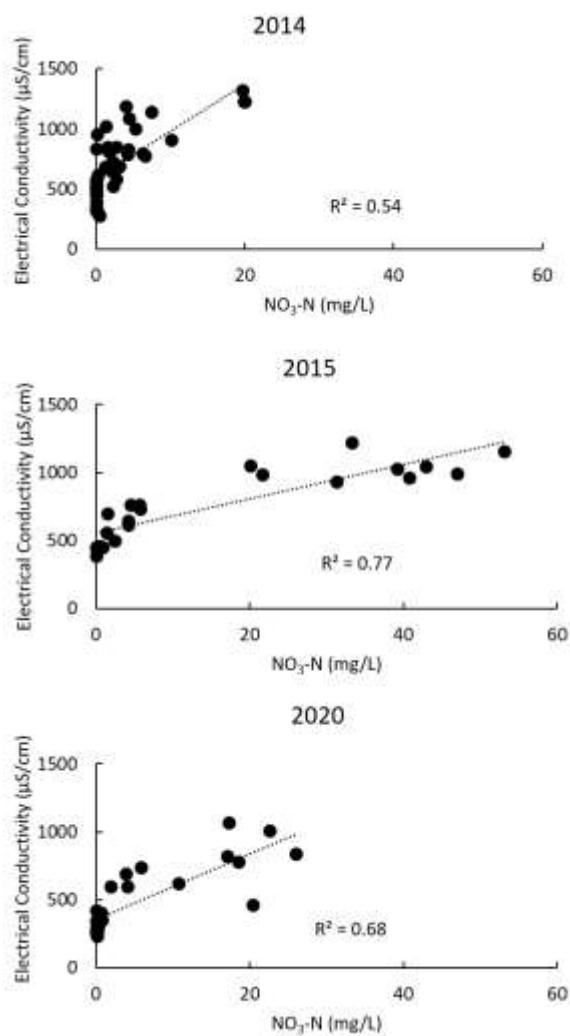 2014
Electrical Conductivity (µS/cm)
1500
1000
500
0
R² = 0.54
0 20 40 60
NO₃-N (mg/L)
2015
Electrical Conductivity (µS/cm)
1500
1000
500
0
R² = 0.77
0 20 40 60
NO₃-N (mg/L)
2020
Electrical Conductivity (µS/cm)
1500
1000
500
0
R² = 0.68
0 20 40 60
NO₃-N (mg/L)